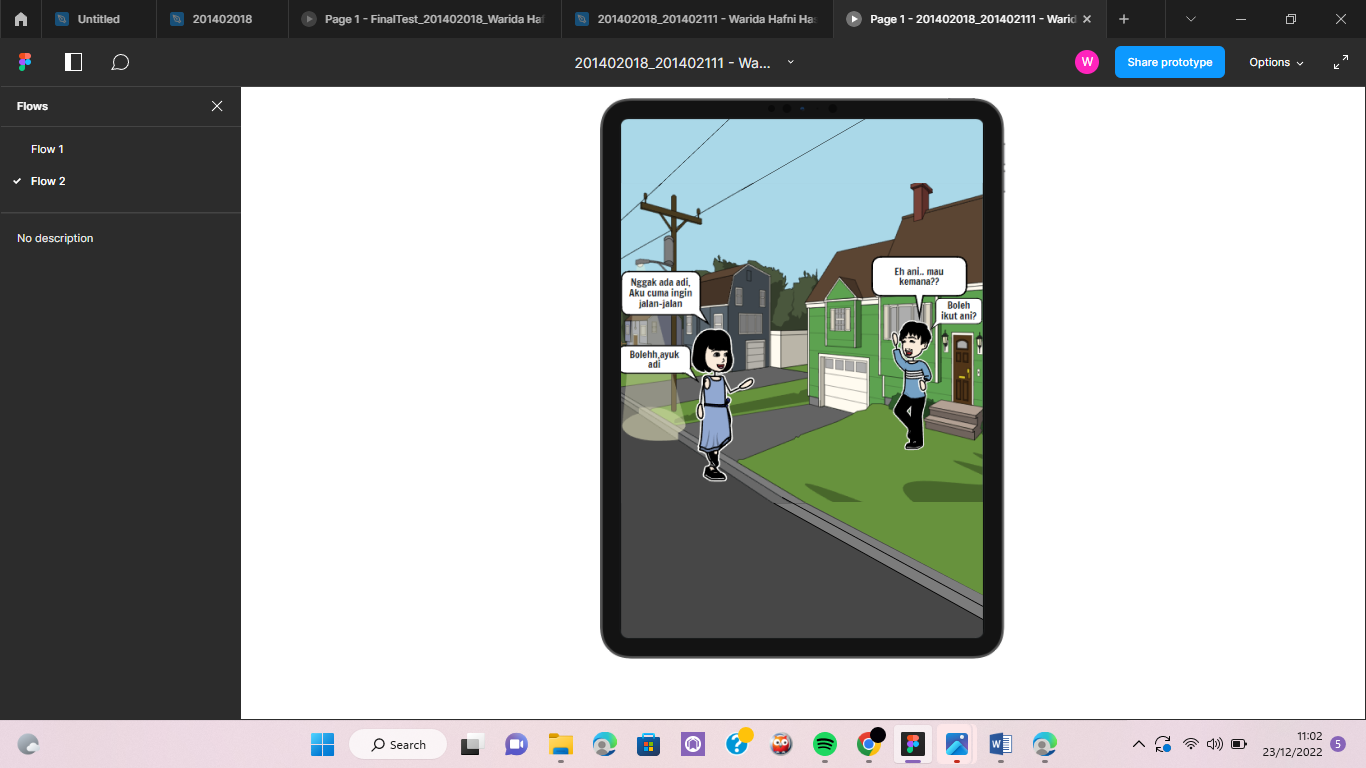 Untitled
201402018
Page 1 - FinalTest_201402018_Warida Haf
201402018_201402111 - Warida Hafni Has
Page 1 - 201402018_201402111 - Warid
201402018_201402111 - Wa...
W
Share prototype
Options
Flows
Flow 1
Flow 2
No description
Eh ani.. mau
kemana??
Nggak ada adi,
Aku cuma ingin
jalan-jalan
Boleh
ikut ani?
Bolehh,ayuk
adi
Search
11:02
23/12/2022
5